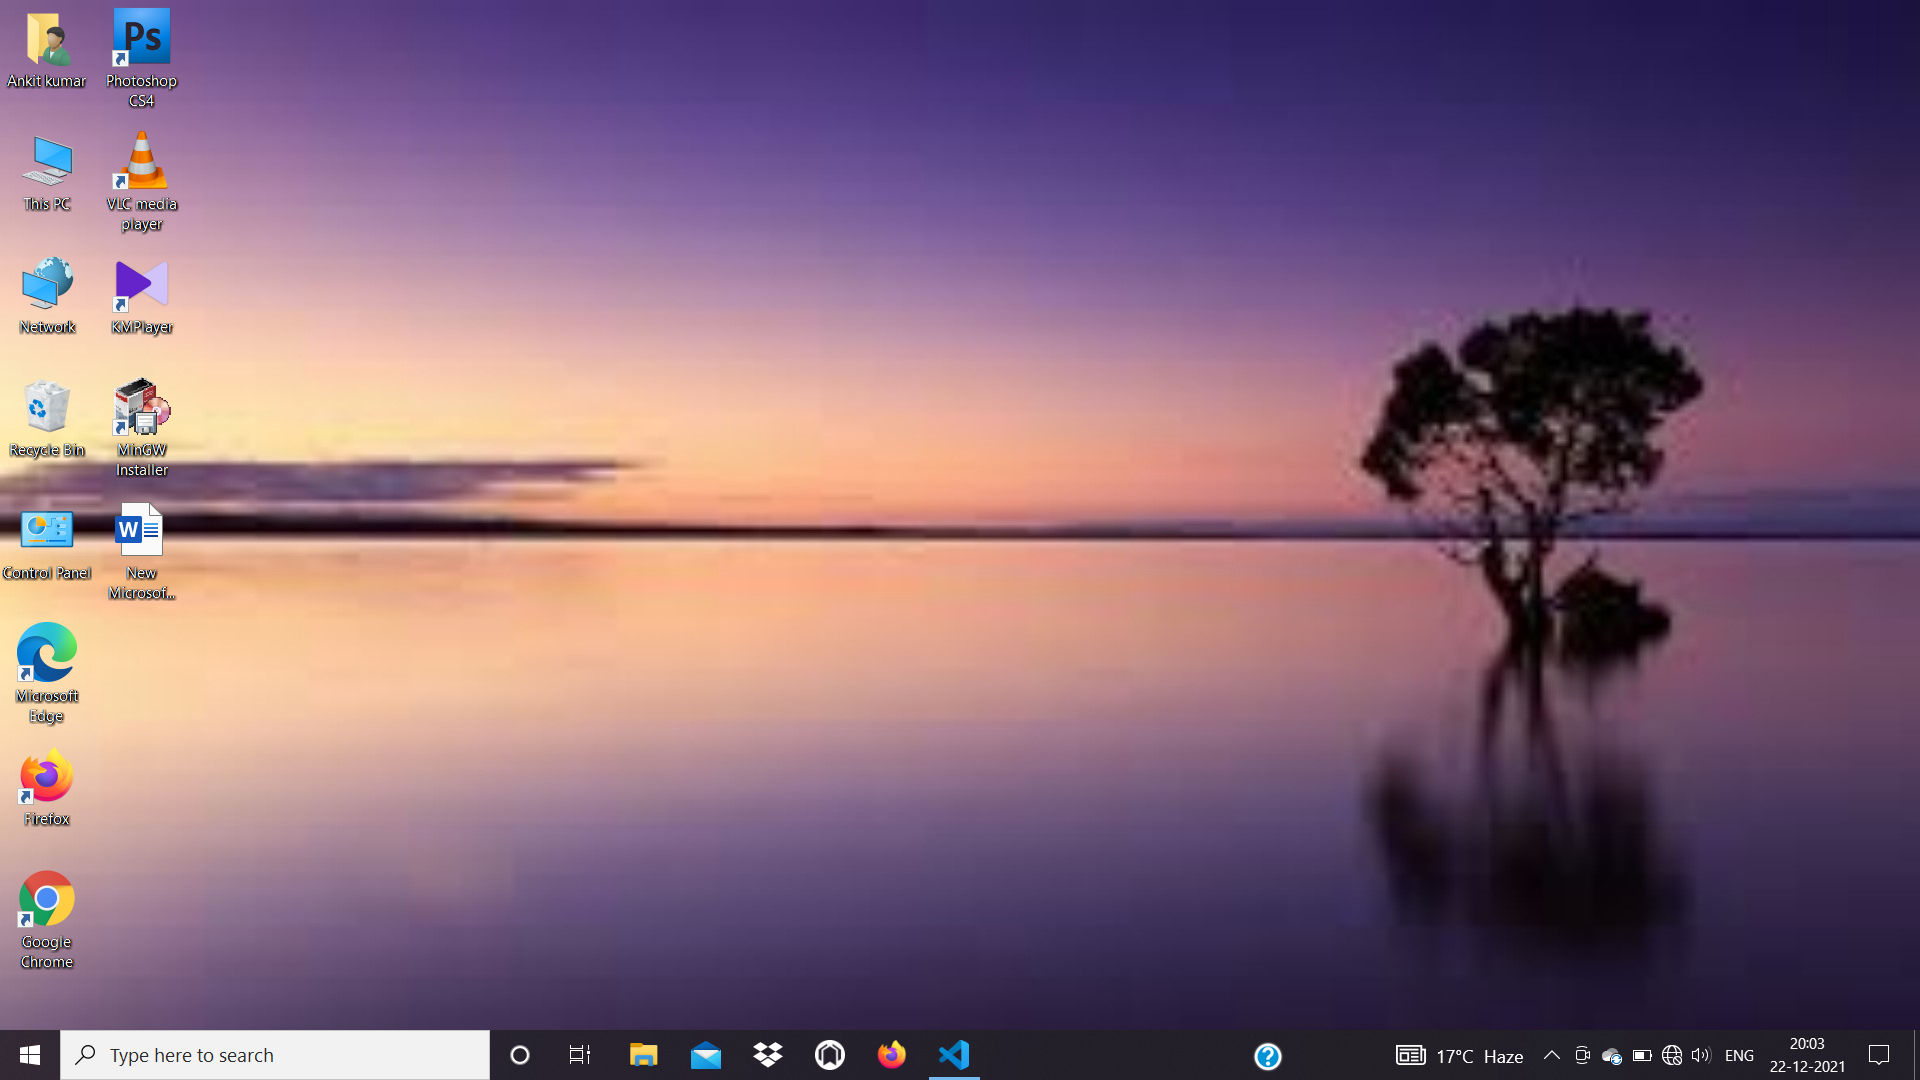 Ankit kumar
Ps
Photoshop
CS4
This PC
VLC media
player
Network
KMPlayer
Recycle Bin
MinGW
Installer
Control Panel
W
New
Microsof...
Microsoft
Edge
Firefox
Google
Chrome
Type here to search
?
17°C Haze
ENG
20:03
22-12-2021